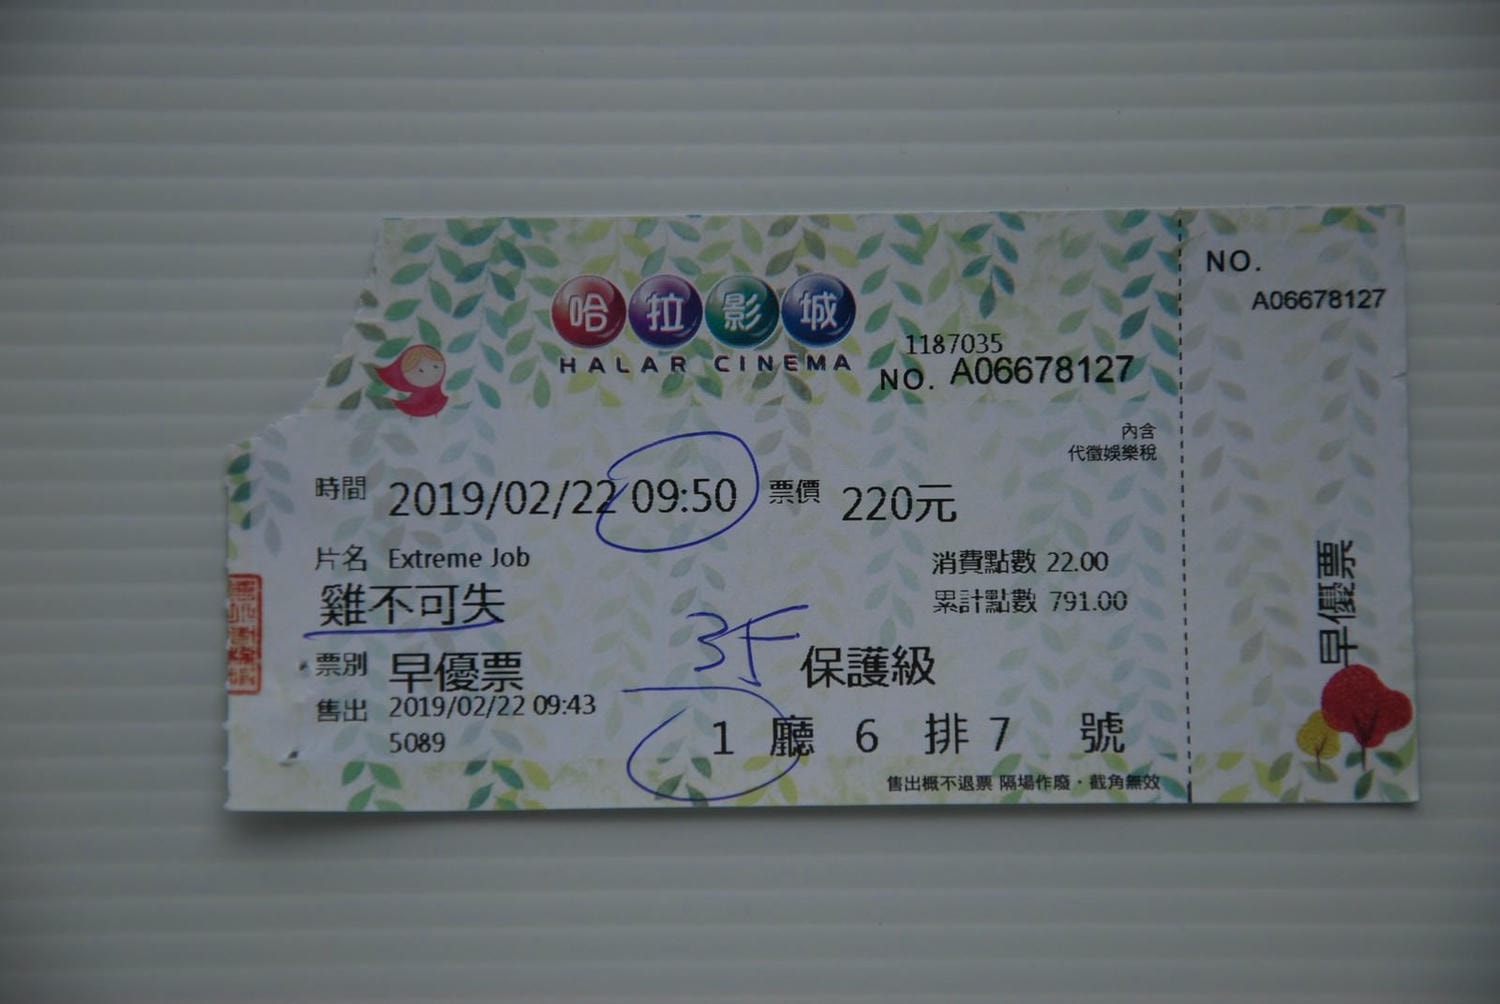 哈拉影城
HALAR CINEMA
1187035
NO. A06678127
內含
代徵娛樂稅
時間 2019/02/22 09:50 票價 220元
片名 Extreme Job
雞不可失
消費點數 22.00
累計點數 791.00
3F
票別 早優票
保護級
售出 2019/02/22 09:43
5089
1 廳 6 排 7 號
售出概不退票 隔場作廢・截角無效
NO.
A06678127
早優票